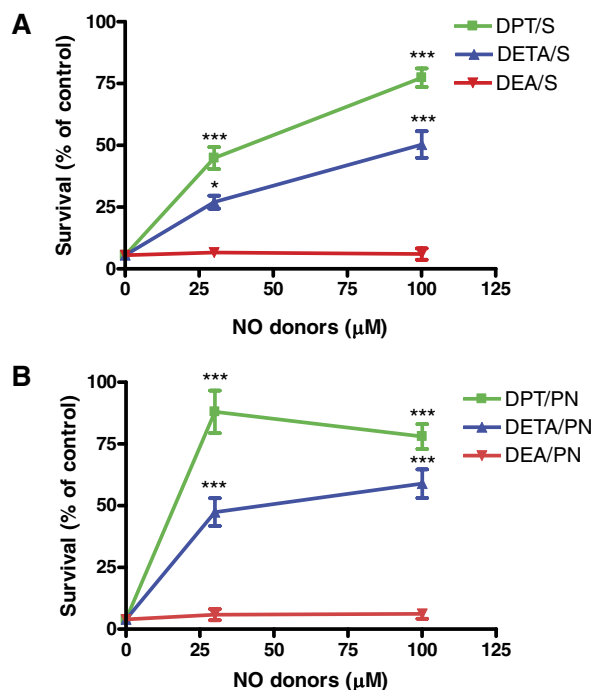 A
DPT/S
DETA/S
DEA/S
Survival (% of control)
100
75
50
25
0
***
***
***
*
0 25 50 75 100 125
NO donors (μM)
B
DPT/PN
DETA/PN
DEA/PN
Survival (% of control)
100
75
50
25
0
***
***
***
***
0 25 50 75 100 125
NO donors (μM)